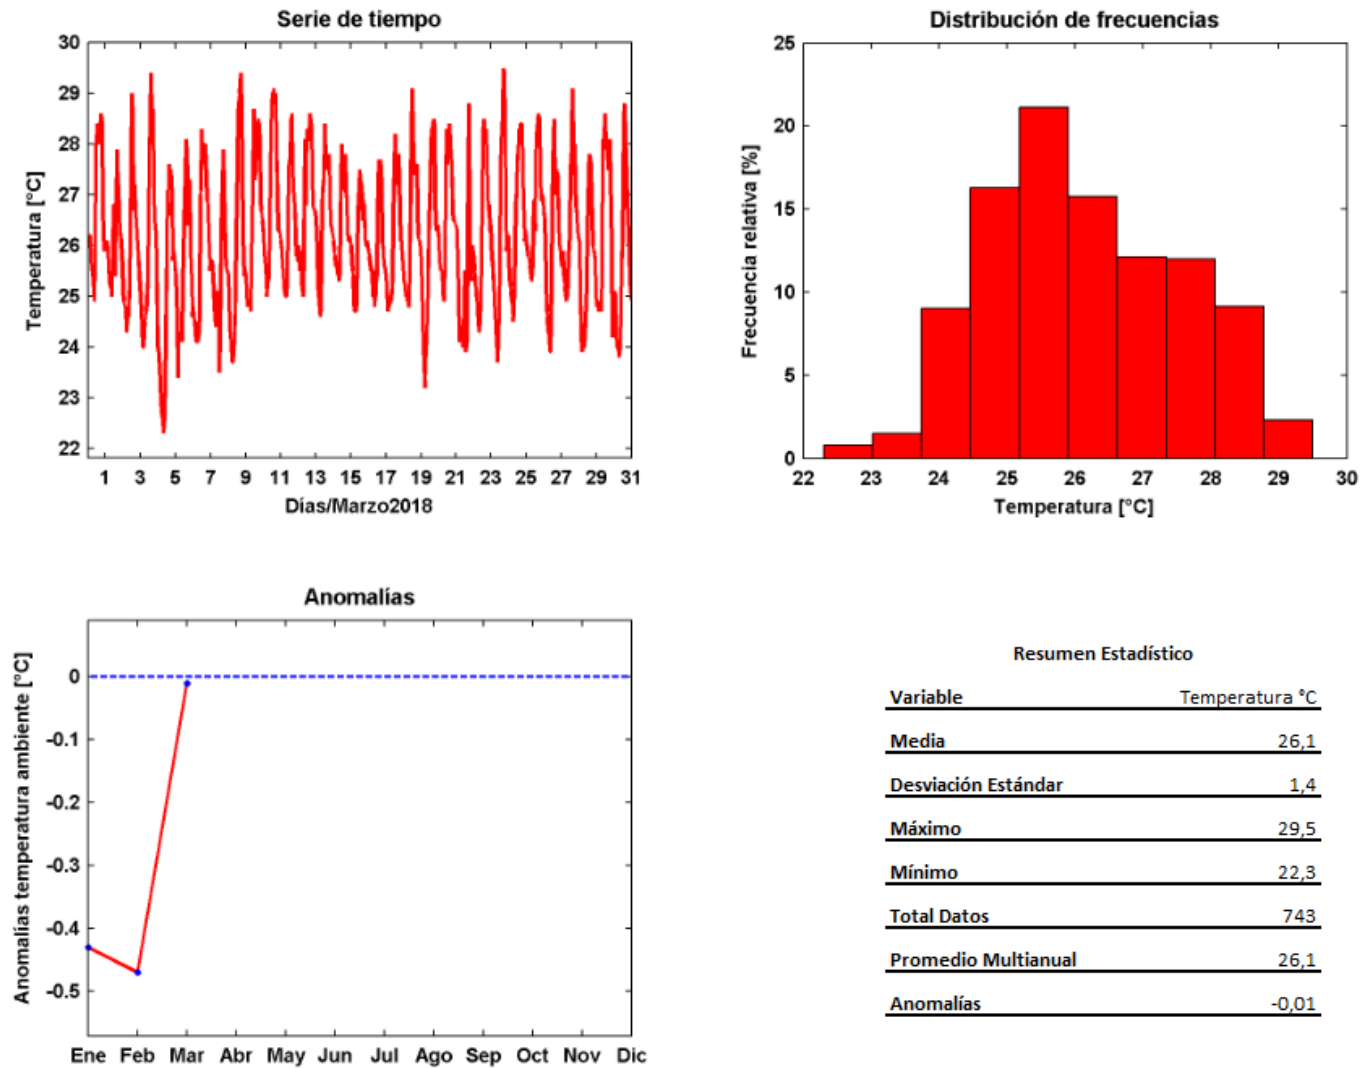 Serie de tiempo
30
29
28
27
26
25
24
23
22
Temperatura [°C]
1 3 5 7 9 11 13 15 17 19 21 23 25 27 29 31
Días/Marzo2018
Distribución de frecuencias
25
20
15
10
5
0
Frecuencia relativa [%]
22 23 24 25 26 27 28 29 30
Temperatura [°C]
Anomalías
0
-0.1
-0.2
-0.3
-0.4
-0.5
Anomalías temperatura ambiente [°C]
Ene Feb Mar Abr May Jun Jul Ago Sep Oct Nov Dic
Resumen Estadístico
Variable Temperatura °C
Media 26,1
Desviación Estándar 1,4
Máximo 29,5
Mínimo 22,3
Total Datos 743
Promedio Multianual 26,1
Anomalías -0,01